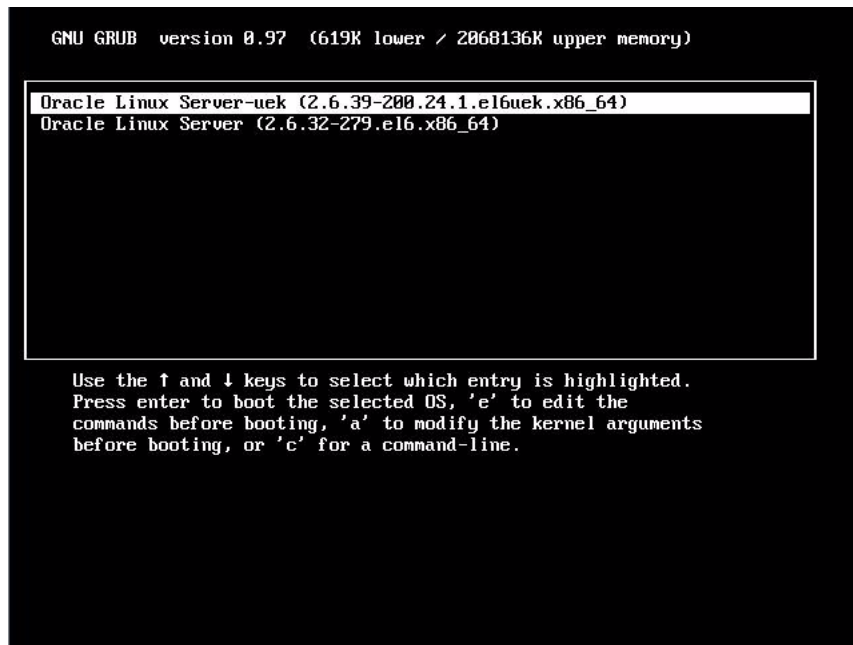 GNU GRUB  version 0.97  (619K lower / 2068136K upper memory)
Oracle Linux Server-uek (2.6.39-200.24.1.el6uek.x86_64)
Oracle Linux Server (2.6.32-279.el6.x86_64)
Use the ↑ and ↓ keys to select which entry is highlighted.
Press enter to boot the selected OS, 'e' to edit the
commands before booting, 'a' to modify the kernel arguments
before booting, or 'c' for a command-line.